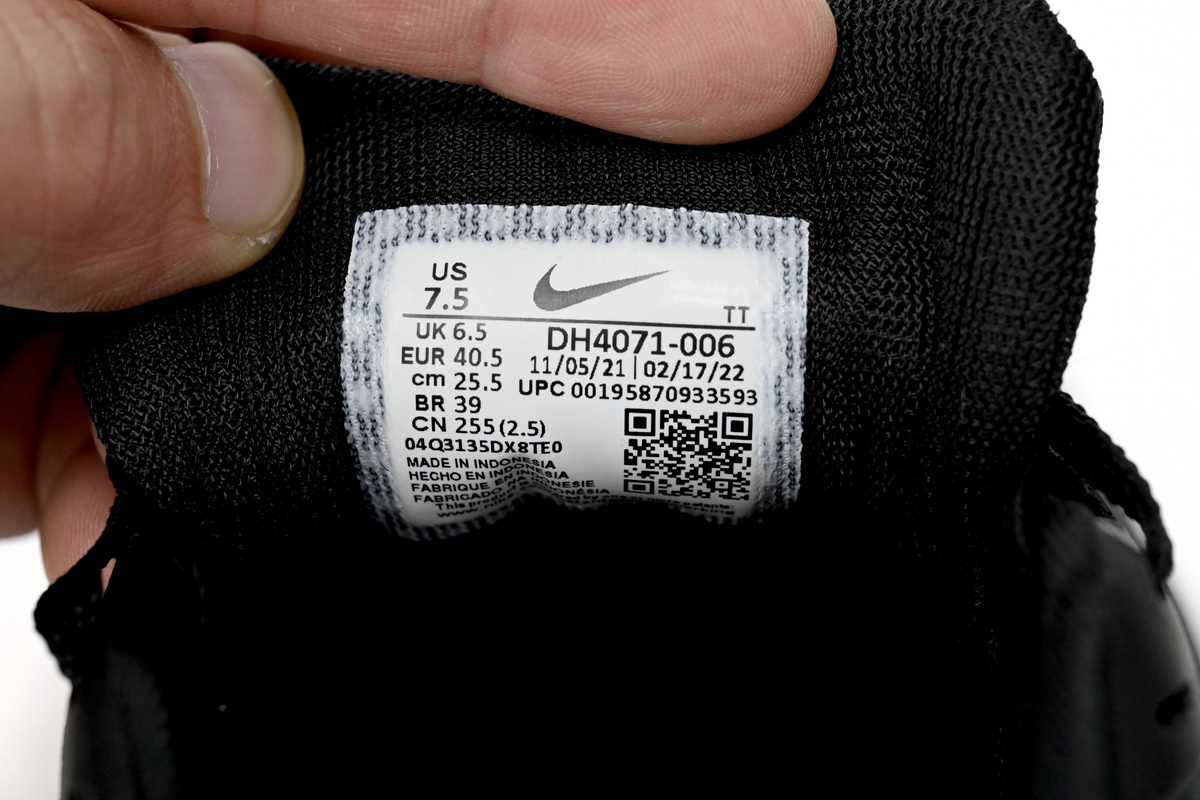 US
7.5
TT
UK 6.5
EUR 40.5
cm 25.5
BR 39
CN 255 (2.5)
DH4071-006
11/05/21 | 02/17/22
UPC 00195870933593
04Q3135DX8TE0
MADE IN INDONESIA
HECHO EN INDONESIA
FABRIQUE EN INDONESIE
FABRICADO NA INDONÉSIA
This